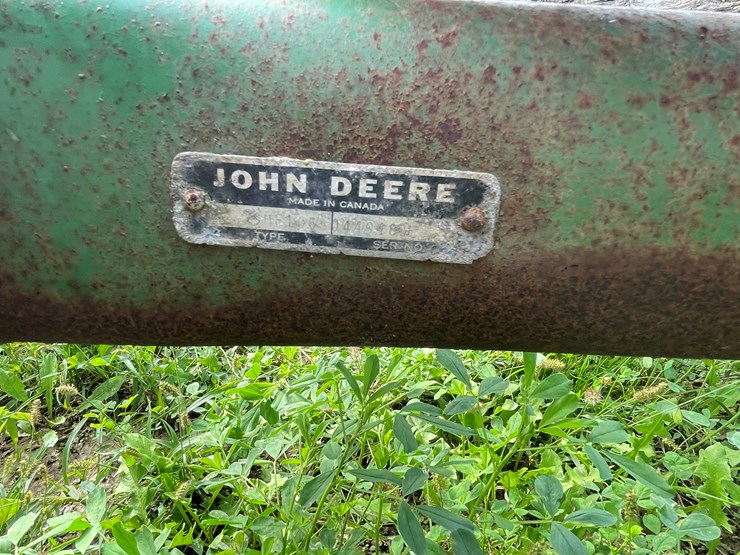 JOHN DEERE
MADE IN CANADA
TYPE SER. NO.